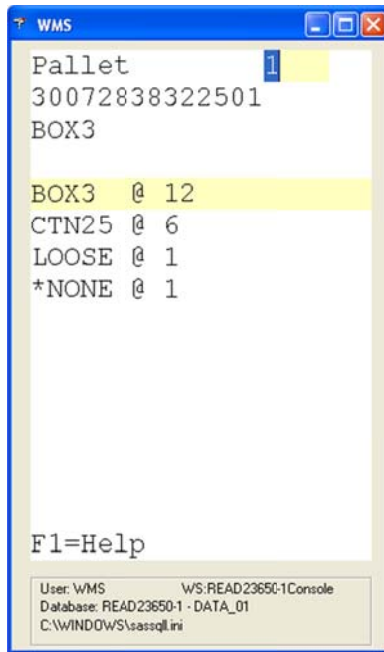 WMS
Pallet 1
30072838322501
BOX3
BOX3 @ 12
CTN25 @ 6
LOOSE @ 1
*NONE @ 1
F1=Help
User: WMS WS:READ23650-1Console
Database: READ23650-1 - DATA_01
C:\WINDOWS\sassqll.ini